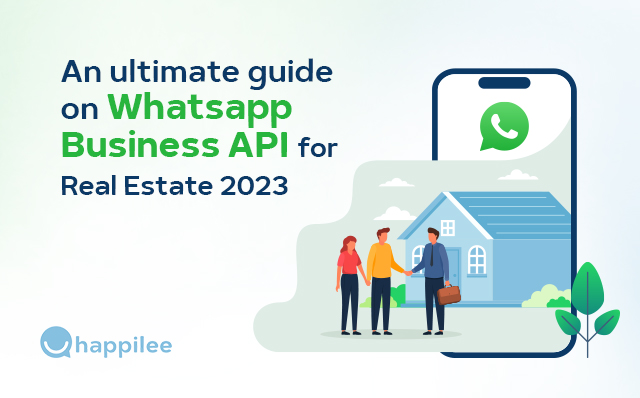 An ultimate guide
on Whatsapp
Business API for
Real Estate 2023
happilee